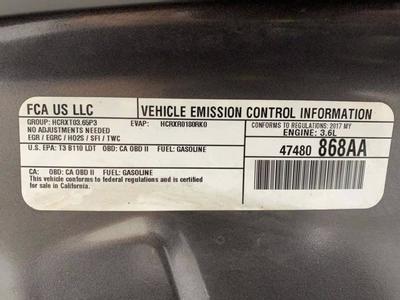 FCA US LLC
VEHICLE EMISSION CONTROL INFORMATION
GROUP: HCRXT03.65P3 EVAP: HCRXR0180RK0
NO ADJUSTMENTS NEEDED
EGR / EGRC / HO2S / SFI / TWC
CONFORMS TO REGULATIONS: 2017 MY
ENGINE: 3.6L
U.S. EPA: T3 B110 LDT OBD: CA OBD II FUEL: GASOLINE
47480 868AA
CA: OBD: CA OBD II FUEL: GASOLINE
This vehicle conforms to federal regulations and is certified
for sale in California.